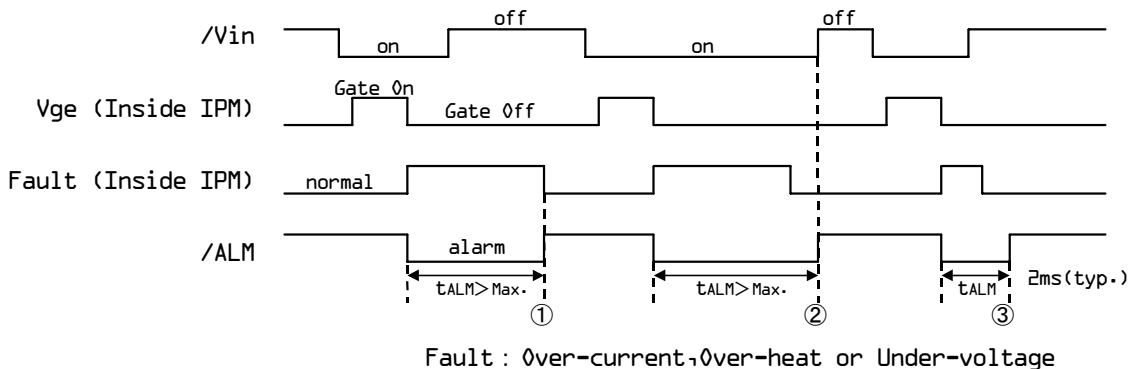 off
off
/Vin
on
on
Gate On
Vge (Inside IPM)
Gate Off
Fault (Inside IPM)
normal
/ALM
alarm
tALM> Max.
tALM> Max.
tALM
2ms(typ.)
①
②
③
Fault : Over-current,Over-heat or Under-voltage